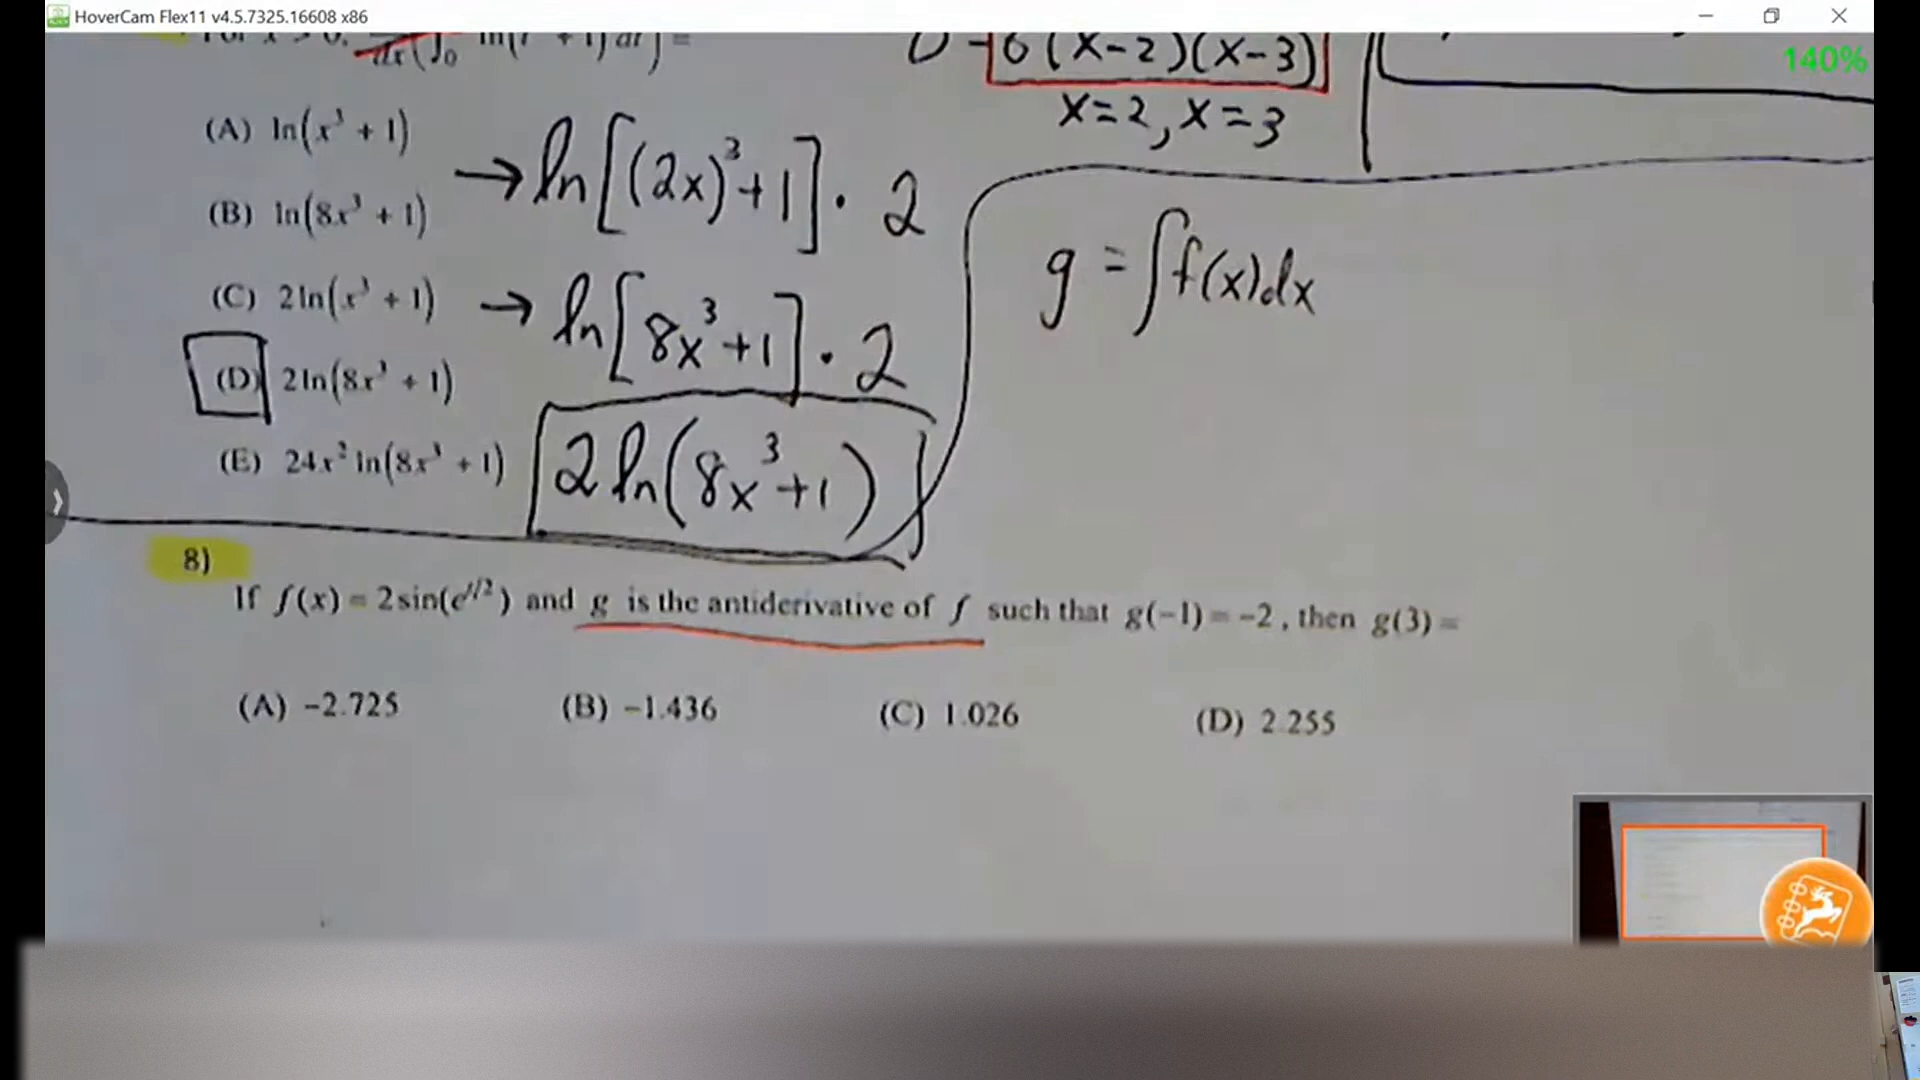 HoverCam Flex11 v4.5.7325.16608 x86
140%
6(x-2)(x-3)
x=2, x=3
(A) ln(x³ + 1)
(B) ln(8x³ + 1)
(C) 2ln(x³ + 1)
(D) 2ln(8x³ + 1)
(E) 24x² ln(8x³ + 1)
→ ln[(2x)³+1] · 2
→ ln[8x³+1] · 2
2ln(8x³+1)
g = ∫f(x)dx
8)
If f(x) = 2sin(e^(t/2)) and g is the antiderivative of f such that g(−1) = −2, then g(3) =
(A) −2.725 (B) −1.436 (C) 1.026 (D) 2.255